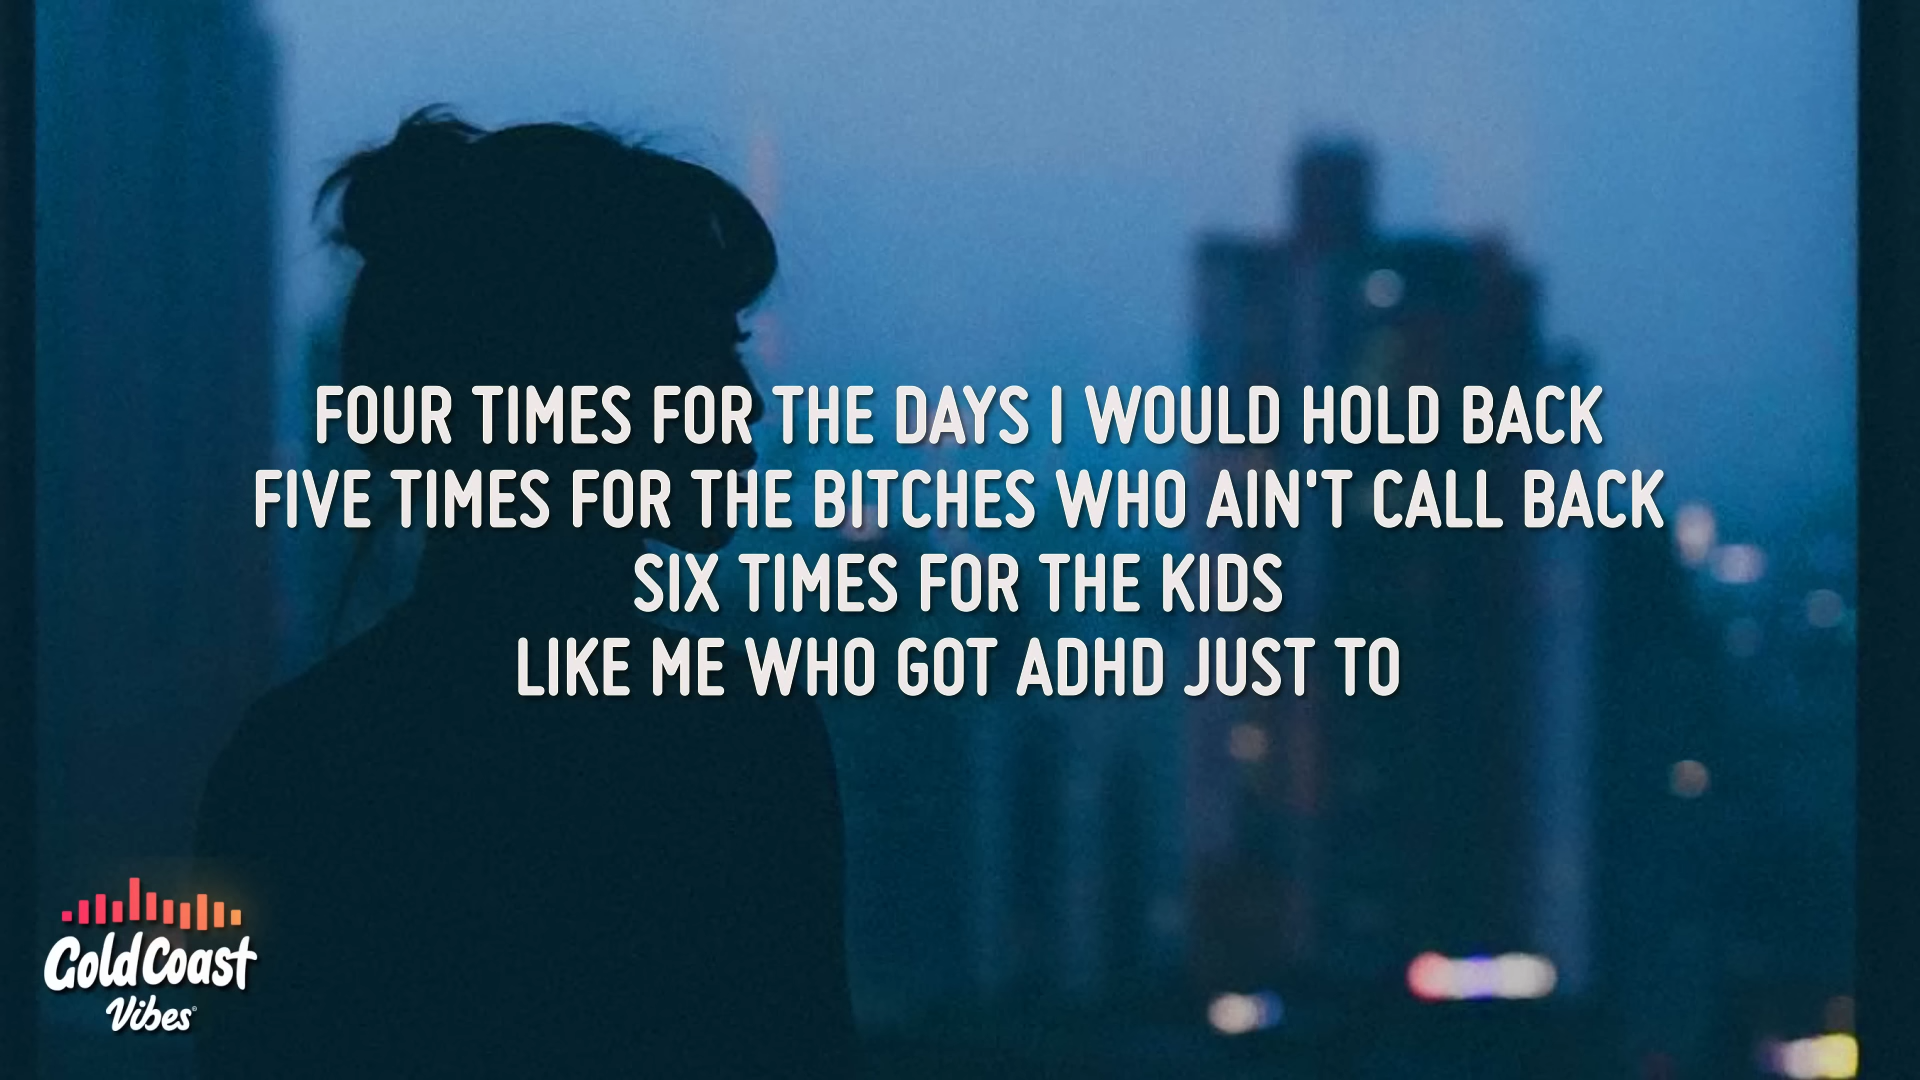 FOUR TIMES FOR THE DAYS I WOULD HOLD BACK
FIVE TIMES FOR THE BITCHES WHO AIN'T CALL BACK
SIX TIMES FOR THE KIDS
LIKE ME WHO GOT ADHD JUST TO
Gold Coast
Vibes